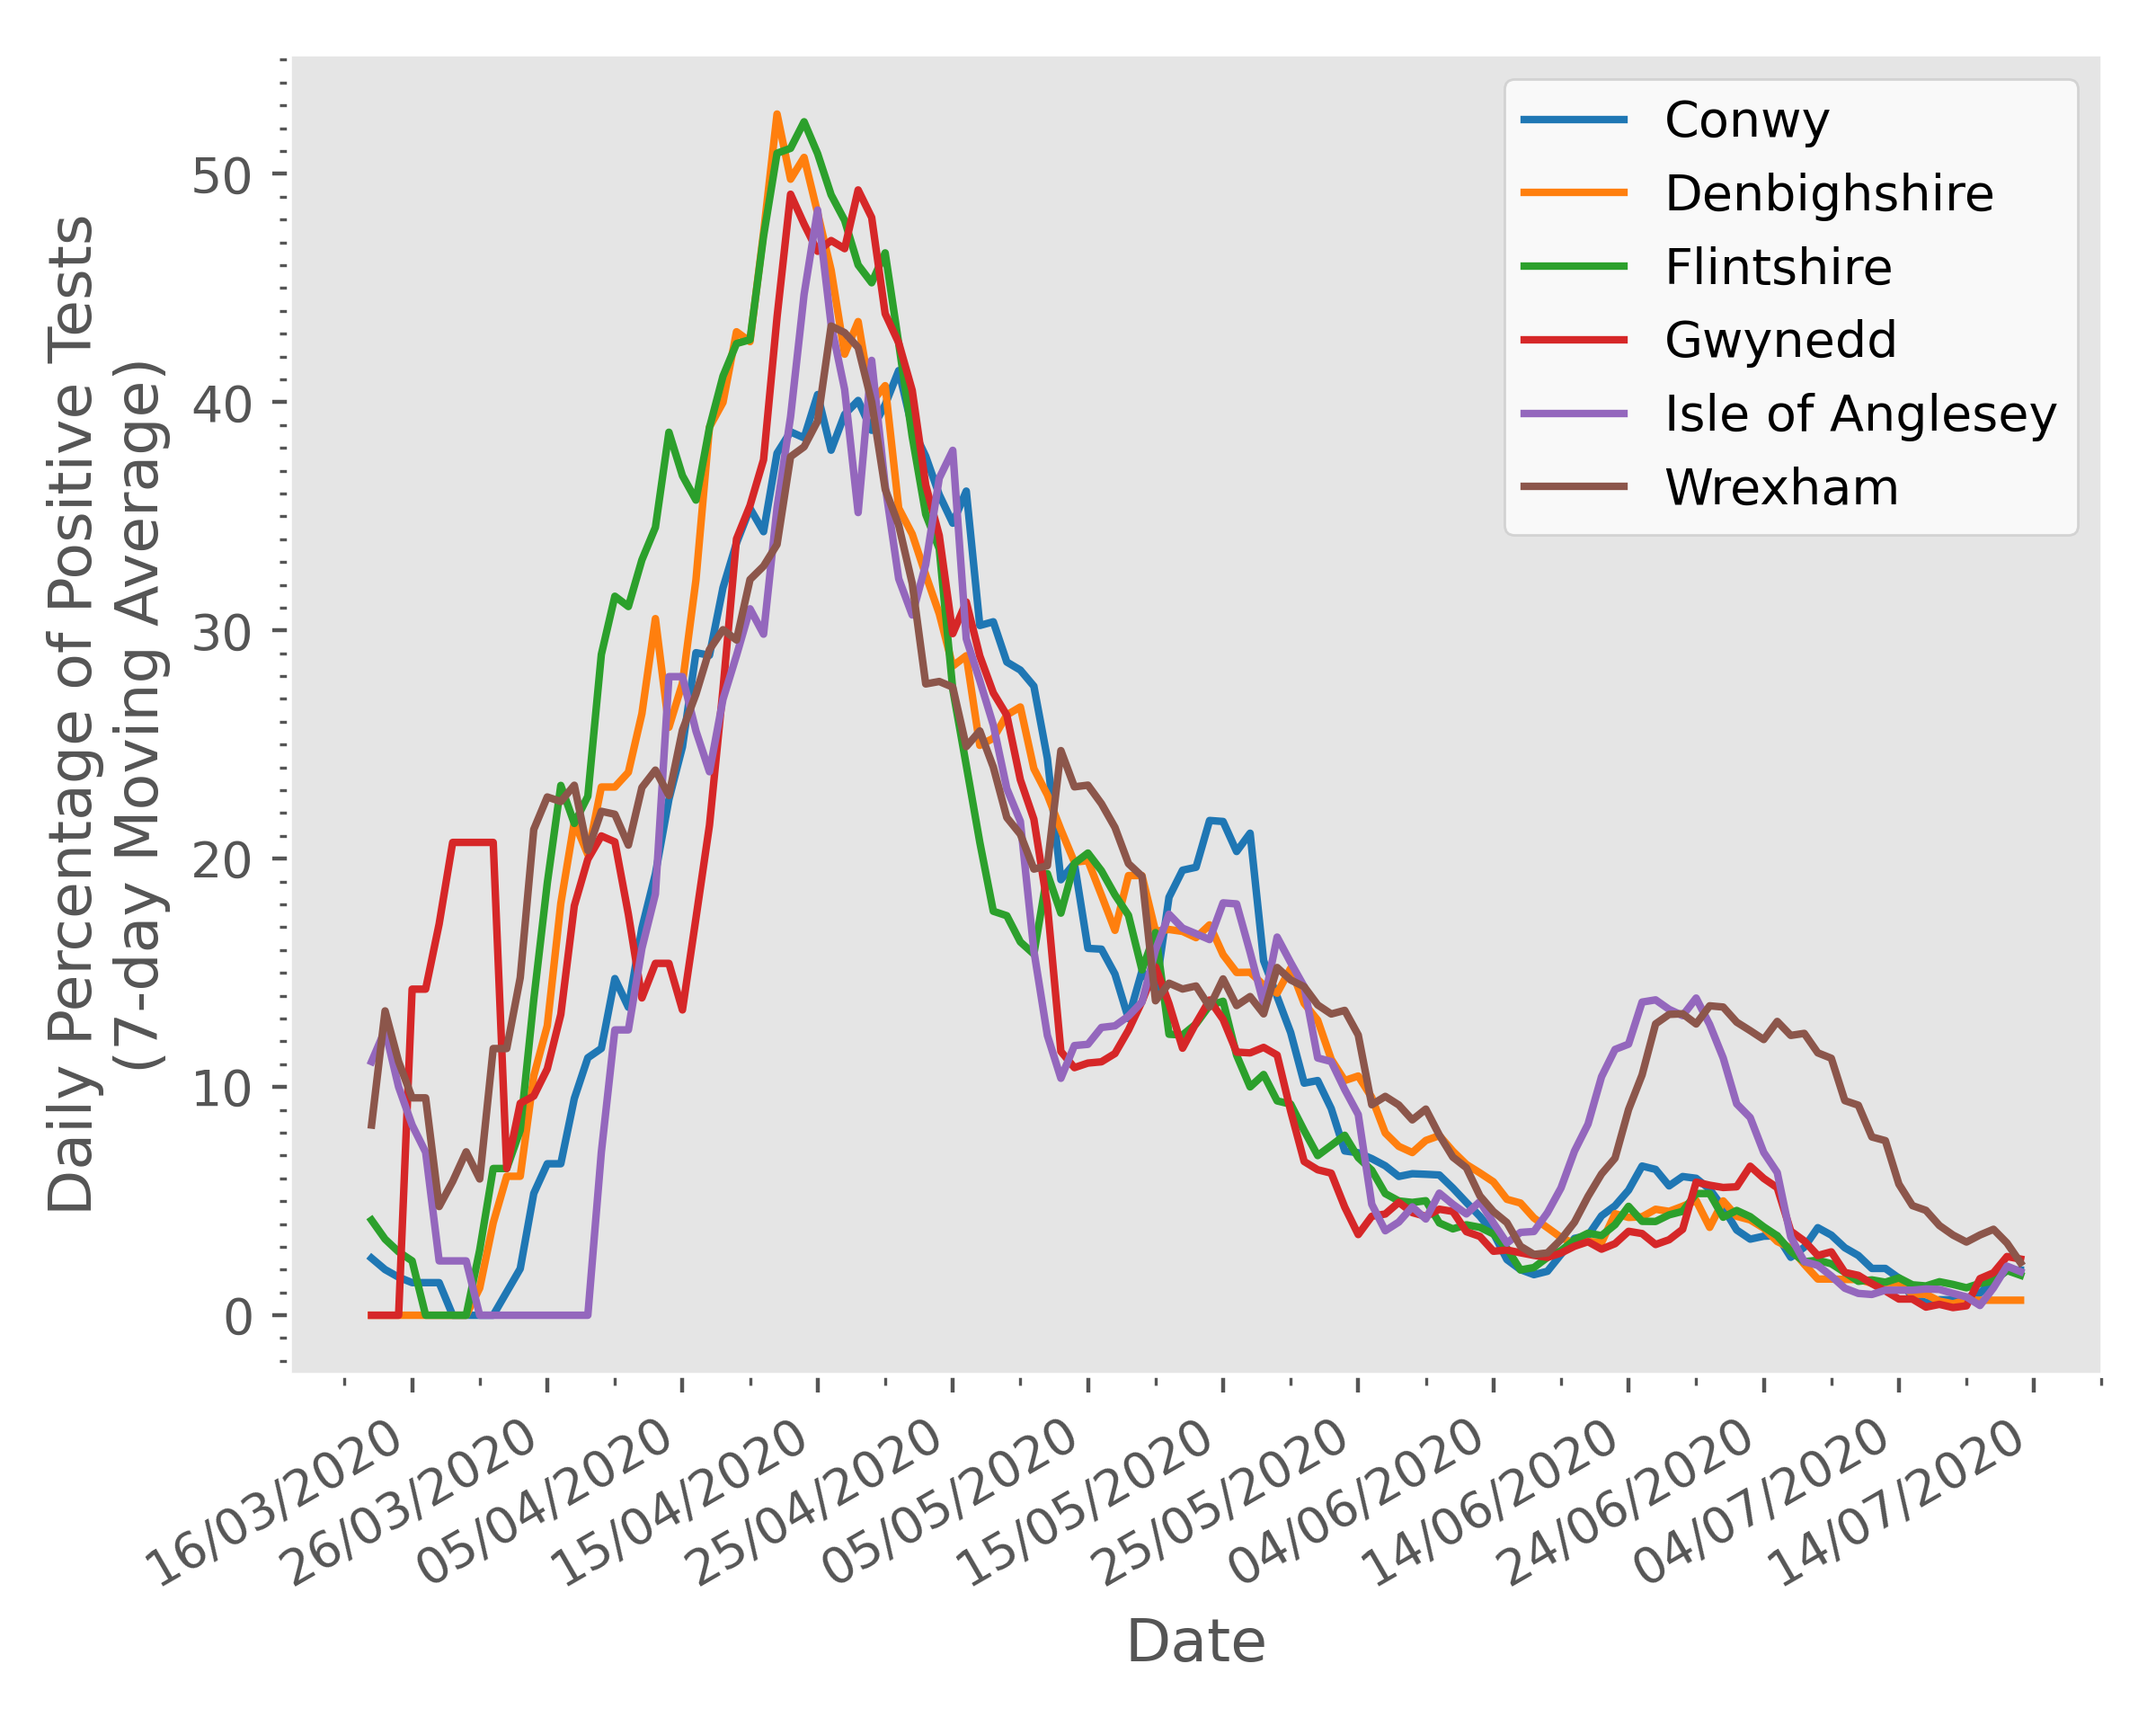 Daily Percentage of Positive Tests
(7-day Moving Average)
50
40
30
20
10
0
Conwy
Denbighshire
Flintshire
Gwynedd
Isle of Anglesey
Wrexham
16/03/2020
26/03/2020
05/04/2020
15/04/2020
25/04/2020
05/05/2020
15/05/2020
25/05/2020
04/06/2020
14/06/2020
24/06/2020
04/07/2020
14/07/2020
Date